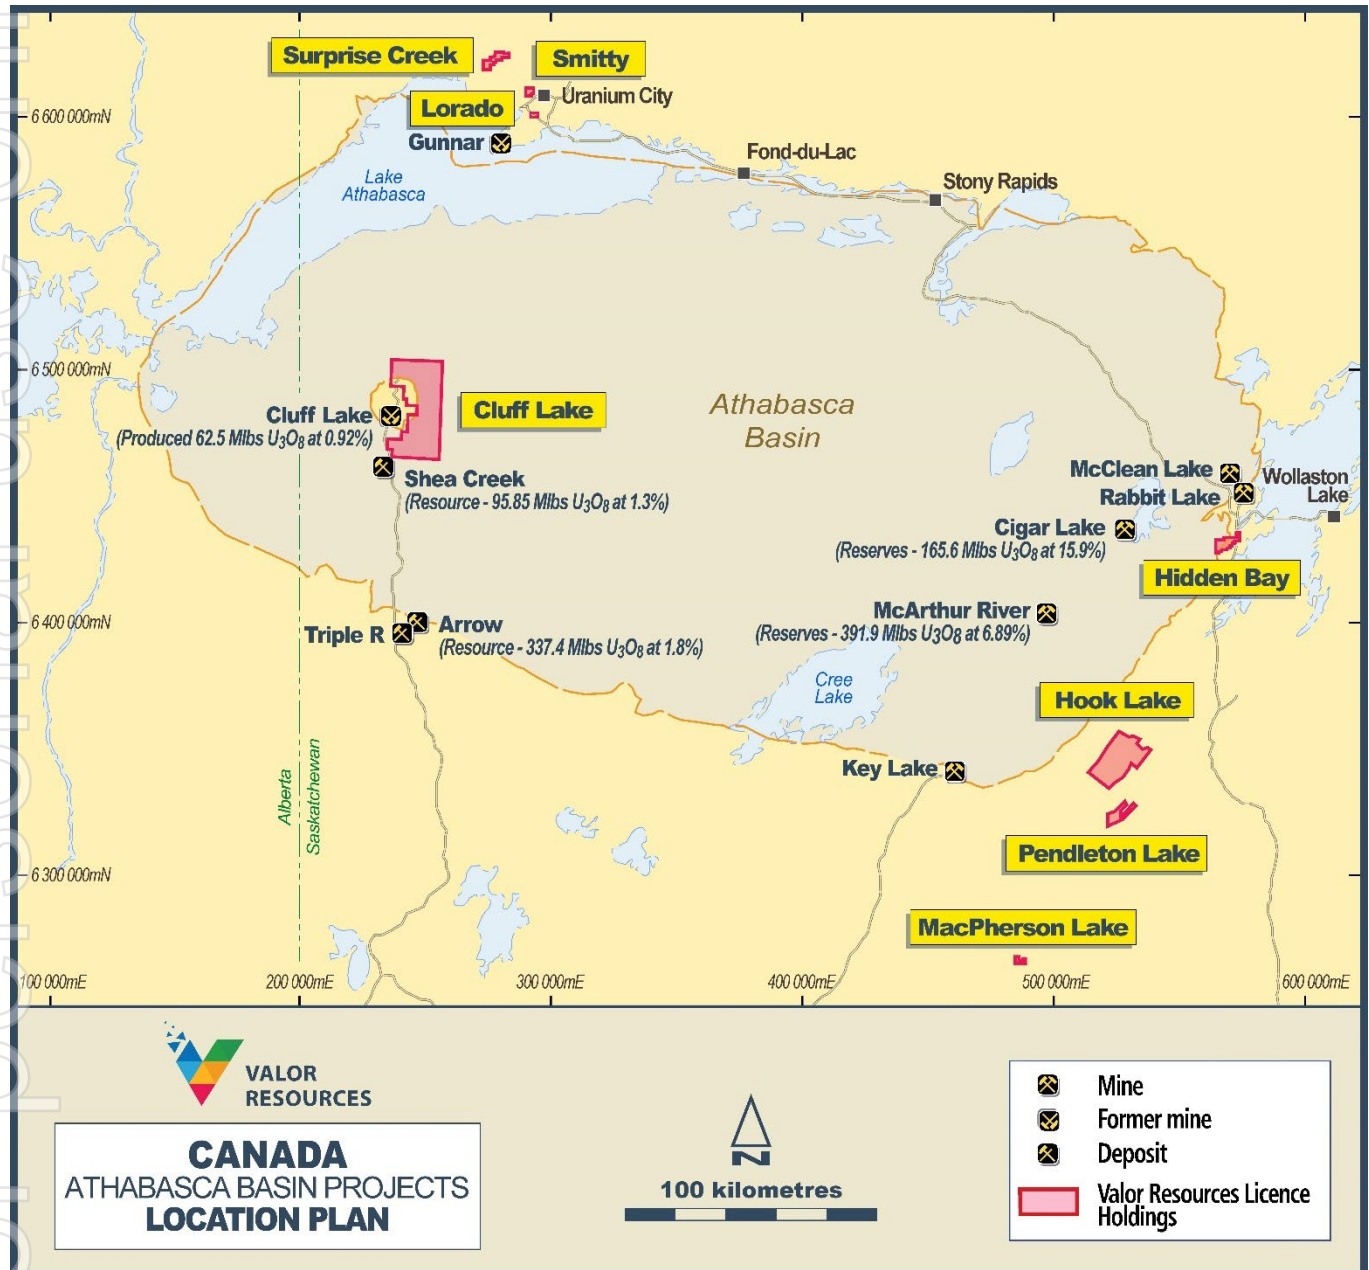 Surprise Creek
Smitty
Uranium City
Lorado
6 600 000mN
Gunnar
Fond-du-Lac
Lake
Athabasca
Stony Rapids
6 500 000mN
Athabasca
Basin
Cluff Lake
(Produced 62.5 Mlbs U₃O₈ at 0.92%)
Cluff Lake
Shea Creek
(Resource - 95.85 Mlbs U₃O₈ at 1.3%)
McClean Lake
Rabbit Lake
Wollaston
Lake
Cigar Lake
(Reserves - 165.6 Mlbs U₃O₈ at 15.9%)
Hidden Bay
6 400 000mN
Triple R
Arrow
(Resource - 337.4 Mlbs U₃O₈ at 1.8%)
McArthur River
(Reserves - 391.9 Mlbs U₃O₈ at 6.89%)
Cree
Lake
Hook Lake
Key Lake
Alberta
Saskatchewan
Pendleton Lake
6 300 000mN
MacPherson Lake
100 000mE
200 000mE
300 000mE
400 000mE
500 000mE
600 000mE
VALOR
RESOURCES
CANADA
ATHABASCA BASIN PROJECTS
LOCATION PLAN
N
100 kilometres
Mine
Former mine
Deposit
Valor Resources Licence
Holdings